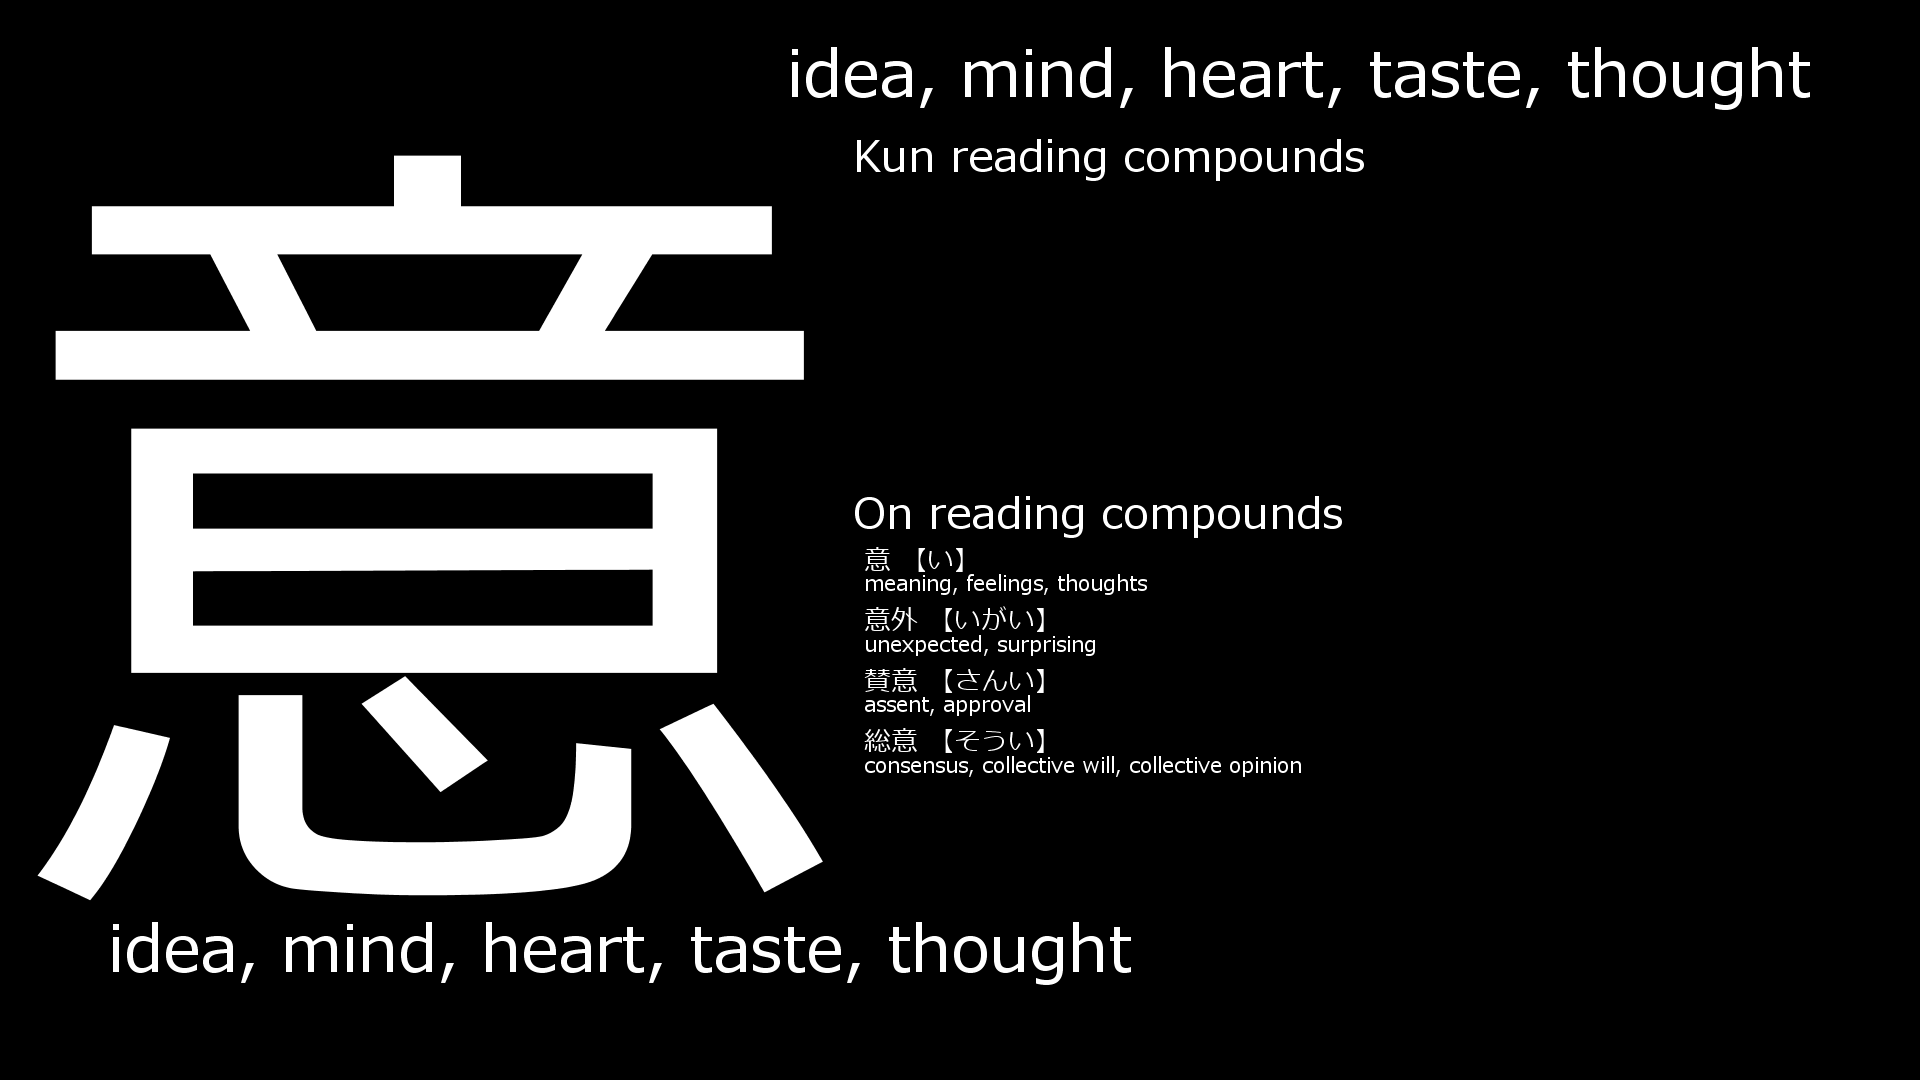 意
idea, mind, heart, taste, thought
Kun reading compounds
On reading compounds
意 【い】
meaning, feelings, thoughts
意外 【いがい】
unexpected, surprising
賛意 【さんい】
assent, approval
総意 【そうい】
consensus, collective will, collective opinion
idea, mind, heart, taste, thought